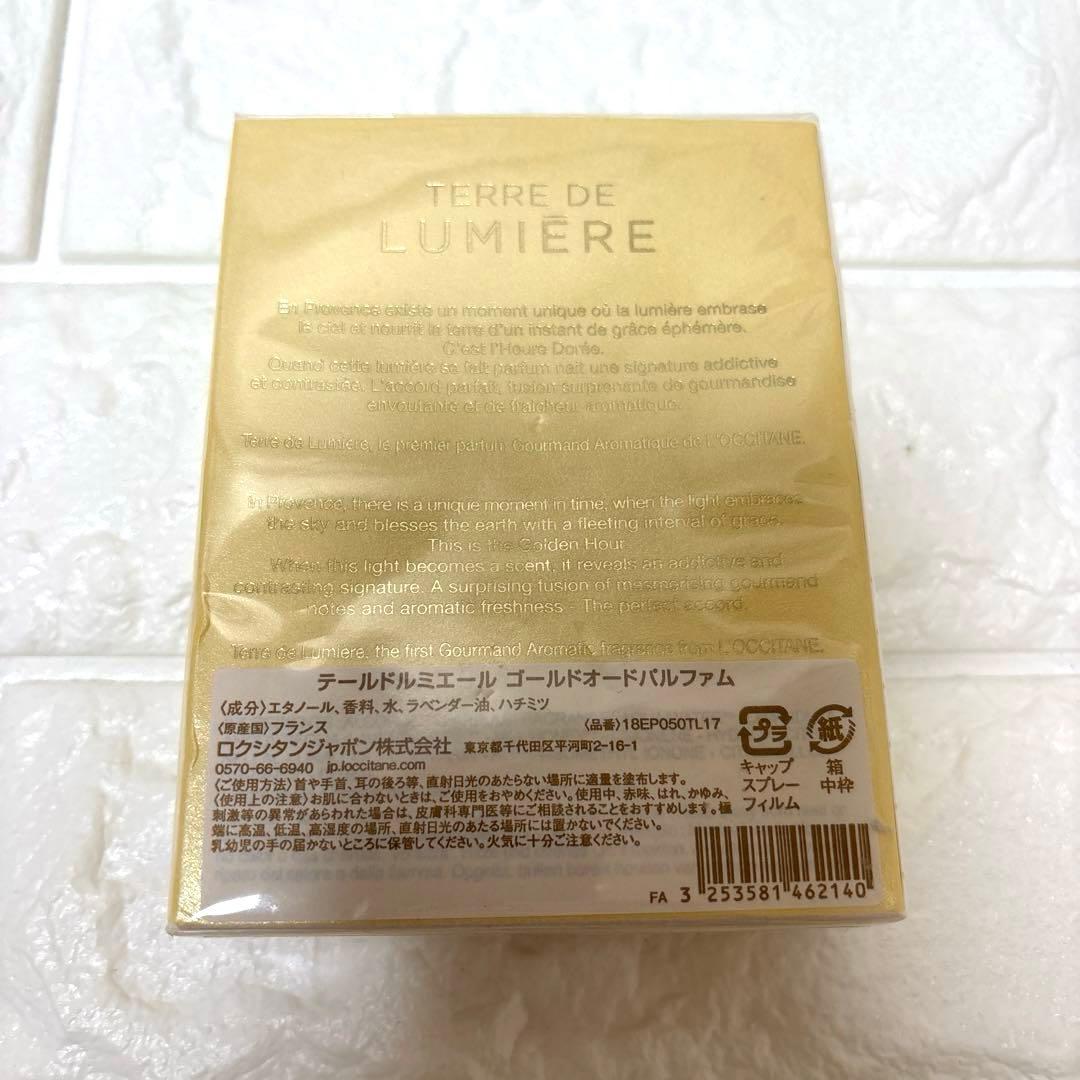 TERRE DE
LUMIÈRE
En Provence existe un moment unique où la lumière embrase
le ciel et nourrit la terre d'un instant de grâce éphémère.
C'est l'Heure Dorée.
Quand cette lumière se fait parfum naît une signature addictive
et contrastée. L'accord parfait, fusion surprenante de gourmandise
envoûtante et de fraîcheur aromatique.
Terre de Lumière, le premier parfum Gourmand Aromatique de L'OCCITANE.
In Provence, there is a unique moment in time, when the light embraces
the sky and blesses the earth with a fleeting interval of grace.
This is the Golden Hour
When this light becomes a scent, it reveals an addictive and
contrasting signature. A surprising fusion of mesmerising gourmand
notes and aromatic freshness - The perfect accord.
Terre de Lumière, the first Gourmand Aromatic fragrance from L'OCCITANE.
テールドルミエール ゴールドオードパルファム
〈成分〉エタノール、香料、水、ラベンダー油、ハチミツ
〈原産国〉フランス 〈品番〉18EP050TL17
ロクシタンジャポン株式会社 東京都千代田区平河町2-16-1
0570-66-6940 jp.loccitane.com
〈ご使用方法〉首や手首、耳の後ろ等、直射日光のあたらない場所に適量を塗布します。
〈使用上の注意〉お肌に合わないときは、ご使用をおやめください。使用中、赤味、はれ、かゆみ、
刺激等の異常があらわれた場合は、皮膚科専門医等にご相談されることをおすすめします。極
端に高温、低温、高湿度の場所、直射日光のあたる場所には置かないでください。
乳幼児の手の届かないところに保管してください。火気に十分ご注意ください。
プラ
キャップ
スプレー
フィルム
紙
箱
中枠
FA 3 253581 462140